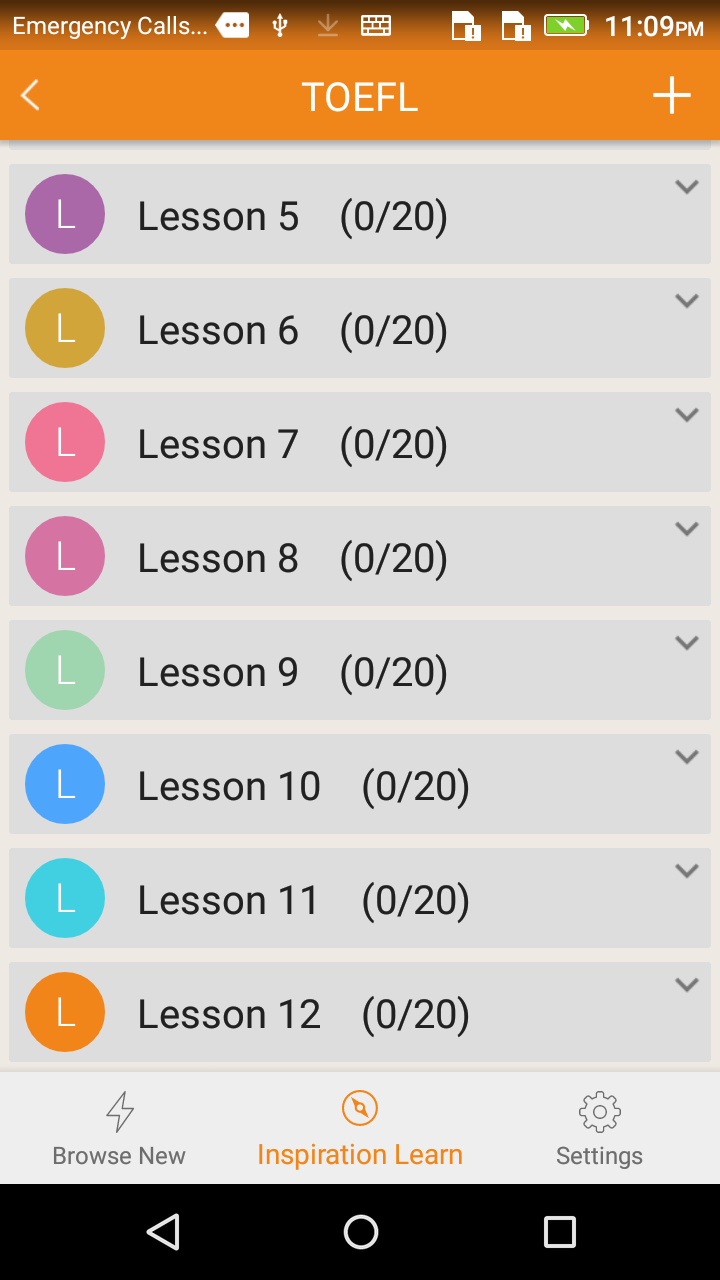 Emergency Calls... 11:09PM
TOEFL
L Lesson 5 (0/20)
L Lesson 6 (0/20)
L Lesson 7 (0/20)
L Lesson 8 (0/20)
L Lesson 9 (0/20)
L Lesson 10 (0/20)
L Lesson 11 (0/20)
L Lesson 12 (0/20)
Browse New Inspiration Learn Settings